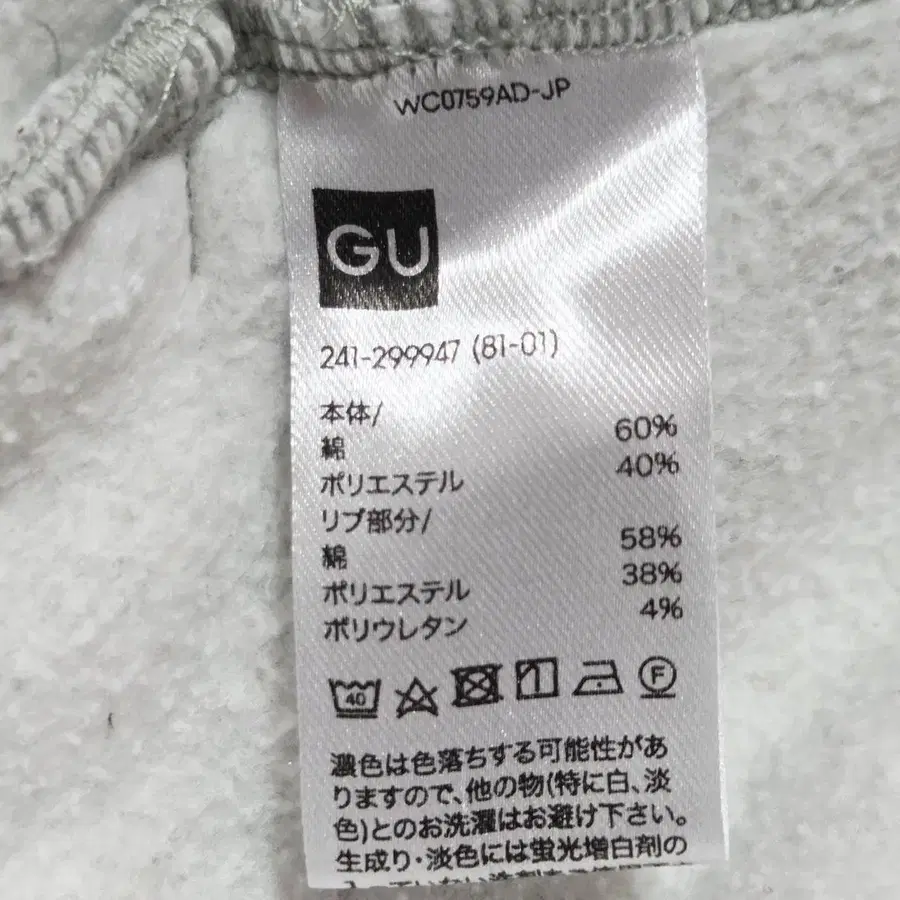 WC0759AD-JP
GU
241-299947 (81-01)
本体/
綿 60%
ポリエステル 40%
リブ部分/
綿 58%
ポリエステル 38%
ポリウレタン 4%
40 F
濃色は色落ちする可能性があ
りますので、他の物(特に白、淡
色)とのお洗濯はお避け下さい。
生成り・淡色には蛍光増白剤の